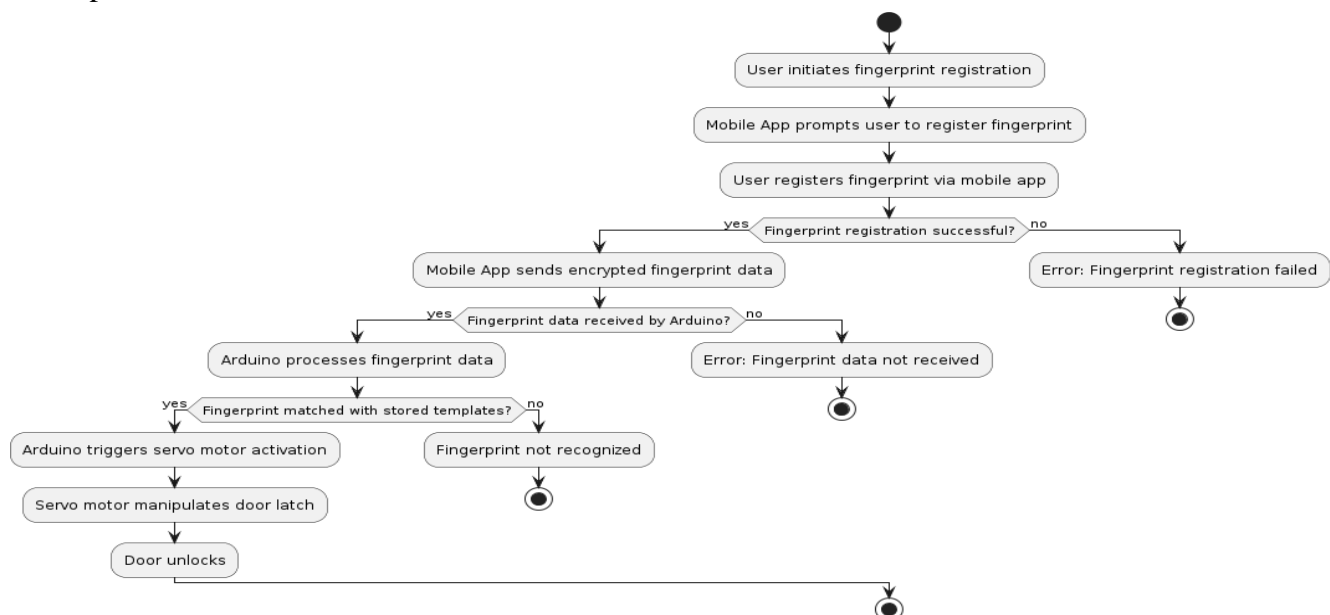 User initiates fingerprint registration
Mobile App prompts user to register fingerprint
User registers fingerprint via mobile app
yes
Fingerprint registration successful?
no
Mobile App sends encrypted fingerprint data
Error: Fingerprint registration failed
yes
Fingerprint data received by Arduino?
no
Arduino processes fingerprint data
Error: Fingerprint data not received
yes
Fingerprint matched with stored templates?
no
Arduino triggers servo motor activation
Fingerprint not recognized
Servo motor manipulates door latch
Door unlocks